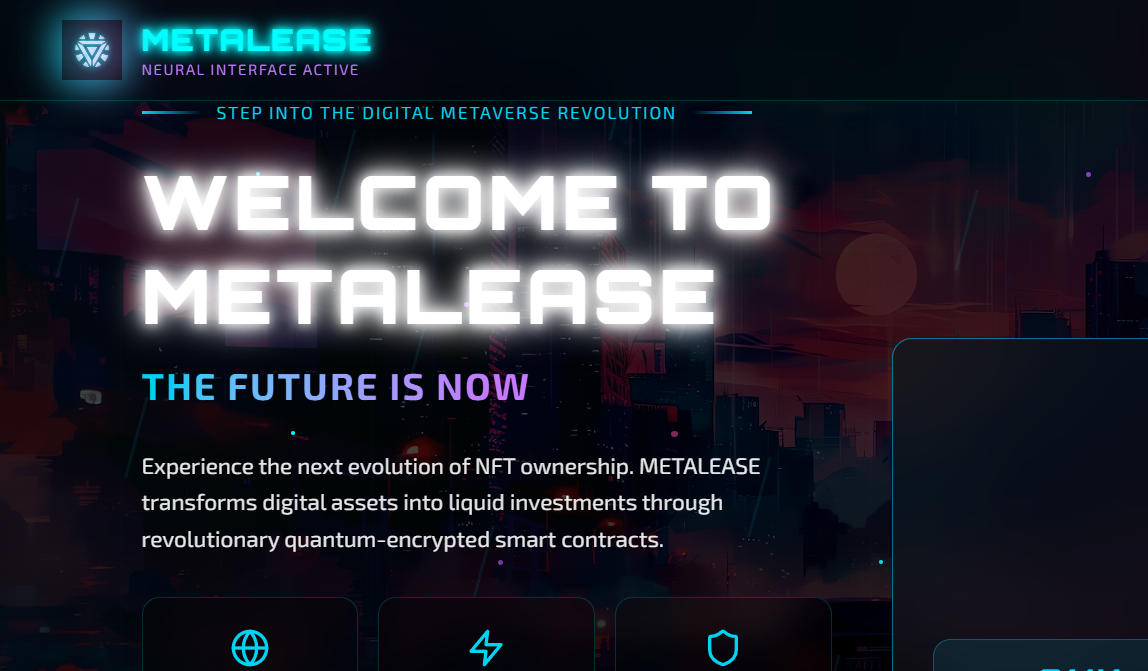 METALEASE
NEURAL INTERFACE ACTIVE
STEP INTO THE DIGITAL METAVERSE REVOLUTION
WELCOME TO
METALEASE
THE FUTURE IS NOW
Experience the next evolution of NFT ownership. METALEASE
transforms digital assets into liquid investments through
revolutionary quantum-encrypted smart contracts.